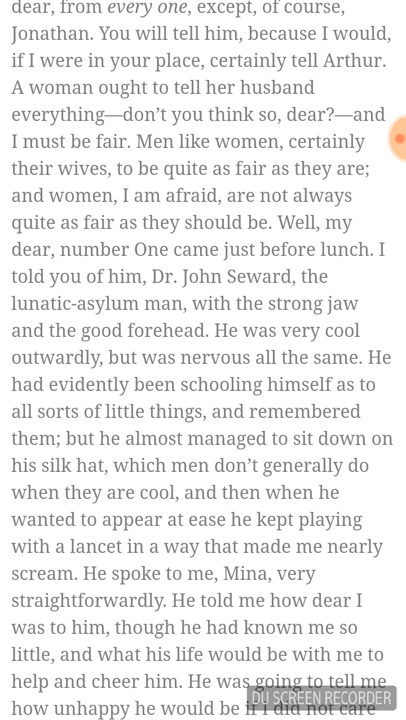 dear, from every one, except, of course,
Jonathan. You will tell him, because I would,
if I were in your place, certainly tell Arthur.
A woman ought to tell her husband
everything—don’t you think so, dear?—and
I must be fair. Men like women, certainly
their wives, to be quite as fair as they are;
and women, I am afraid, are not always
quite as fair as they should be. Well, my
dear, number One came just before lunch. I
told you of him, Dr. John Seward, the
lunatic-asylum man, with the strong jaw
and the good forehead. He was very cool
outwardly, but was nervous all the same. He
had evidently been schooling himself as to
all sorts of little things, and remembered
them; but he almost managed to sit down on
his silk hat, which men don’t generally do
when they are cool, and then when he
wanted to appear at ease he kept playing
with a lancet in a way that made me nearly
scream. He spoke to me, Mina, very
straightforwardly. He told me how dear I
was to him, though he had known me so
little, and what his life would be with me to
help and cheer him. He was going to tell me
how unhappy he would be if I did not care
DU SCREEN RECORDER